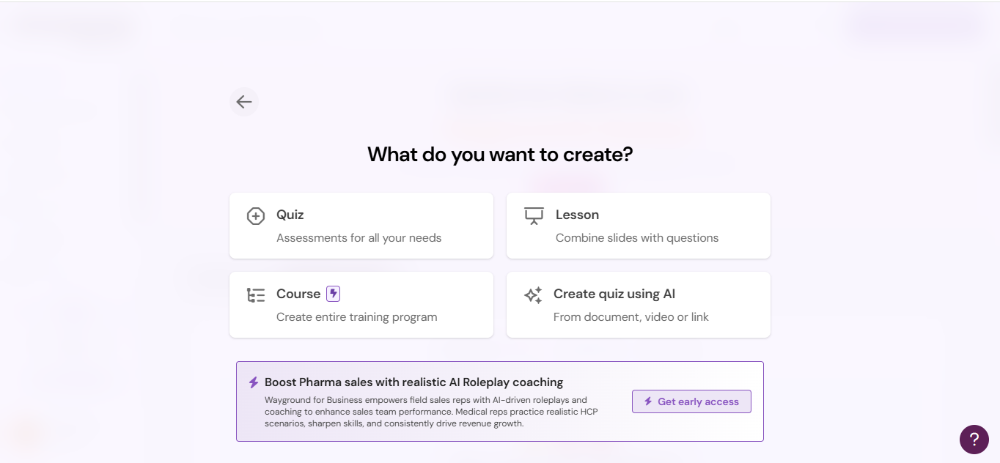 What do you want to create?
Quiz
Assessments for all your needs
Lesson
Combine slides with questions
Course
Create entire training program
Create quiz using AI
From document, video or link
Boost Pharma sales with realistic AI Roleplay coaching
Wayground for Business empowers field sales reps with AI-driven roleplays and
coaching to enhance sales team performance. Medical reps practice realistic HCP
scenarios, sharpen skills, and consistently drive revenue growth.
Get early access
?